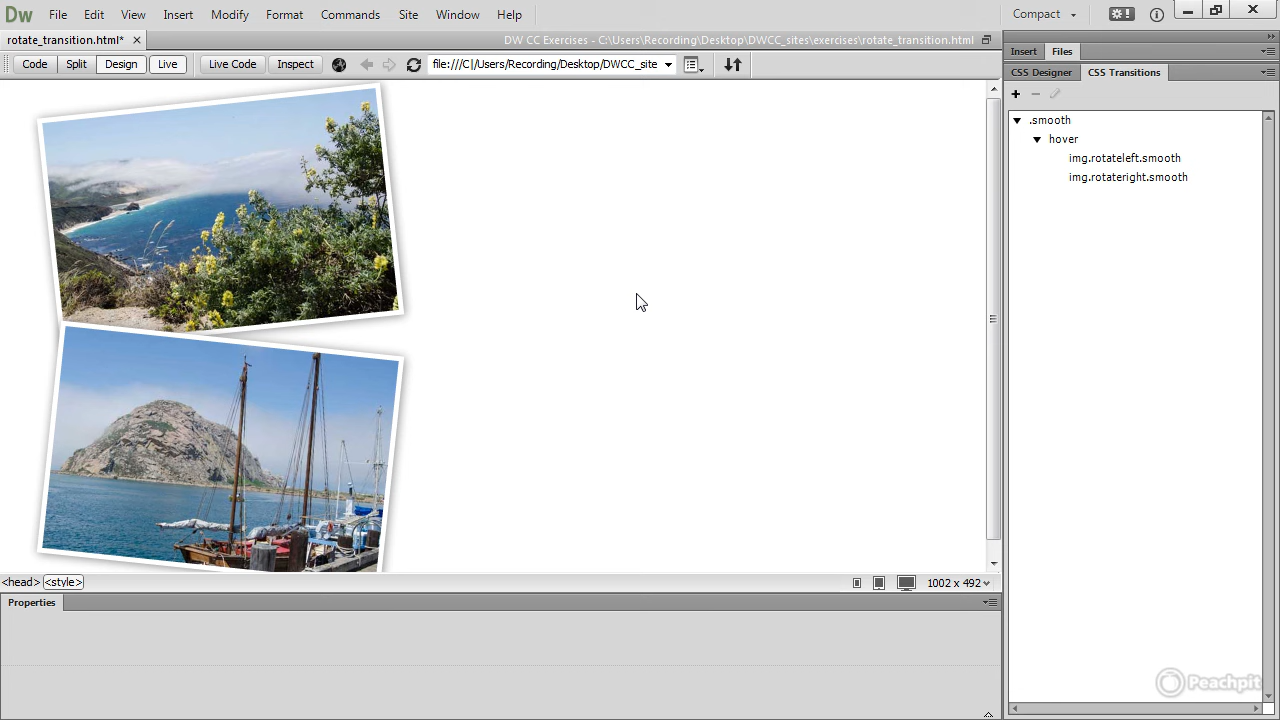 Dw File Edit View Insert Modify Format Commands Site Window Help Compact
rotate_transition.html* DW CC Exercises - C:\Users\Recording\Desktop\DWCC_sites\exercises\rotate_transition.html
Code Split Design Live Live Code Inspect file:///C|/Users/Recording/Desktop/DWCC_site
Insert Files
CSS Designer CSS Transitions
.smooth
hover
img.rotateleft.smooth
img.rotateright.smooth
<head> <style> 1002 x 492
Properties
Peachpit